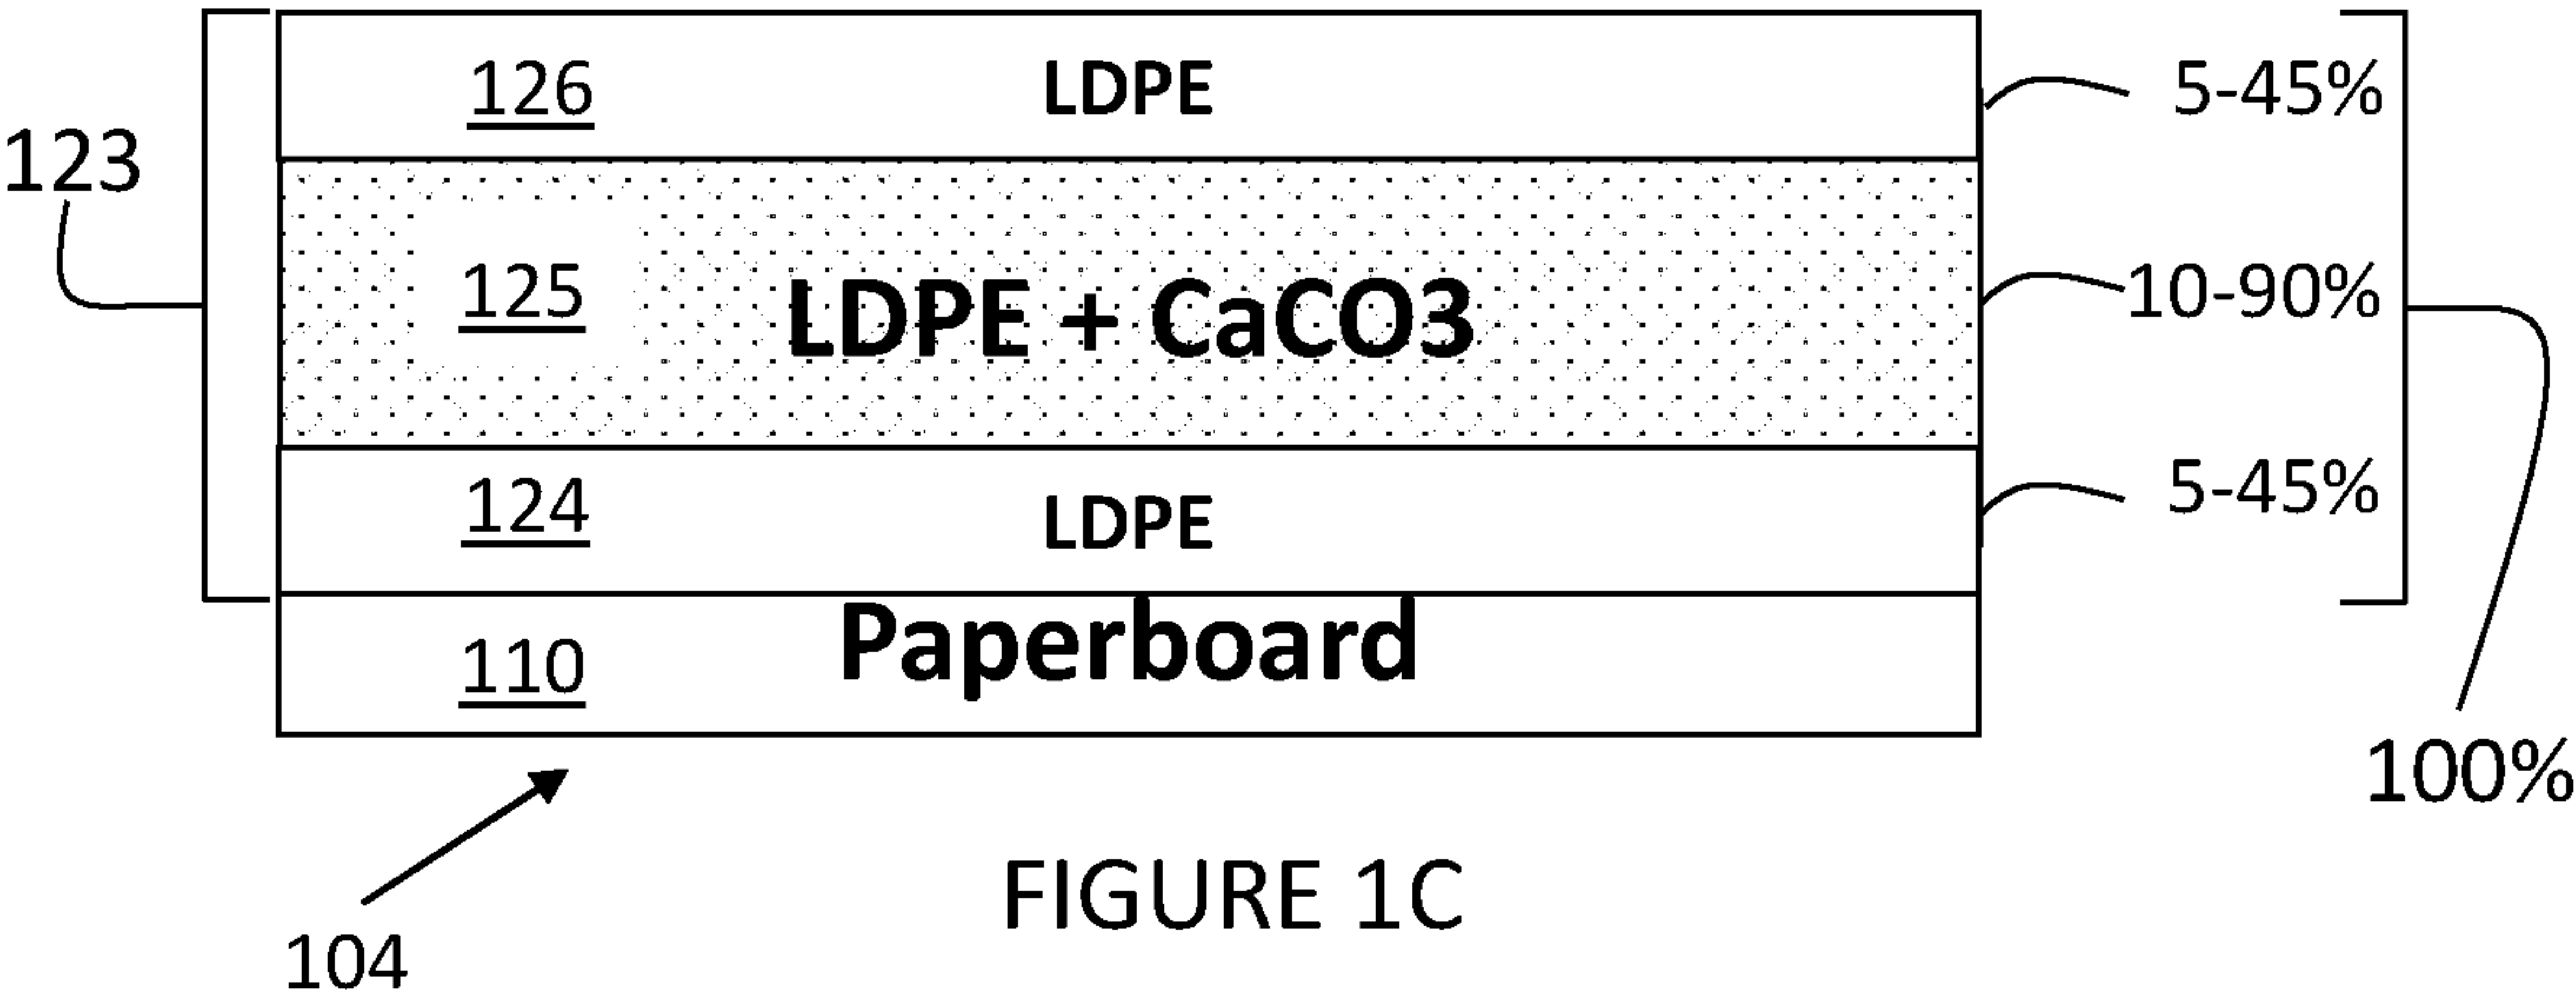 126 LDPE 5-45%
123
125 LDPE + CaCO3 10-90%
124 LDPE 5-45%
110 Paperboard
100%
104
FIGURE 1C